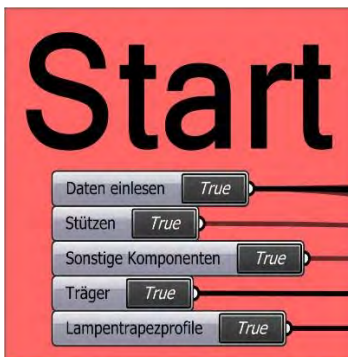 Start
Daten einlesen True
Stützen True
Sonstige Komponenten True
Träger True
Lampentrapezprofile True